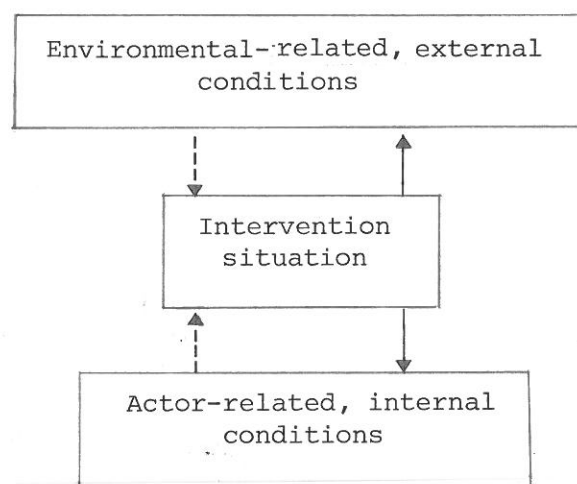 Environmental-related, external
conditions
Intervention
situation
Actor-related, internal
conditions